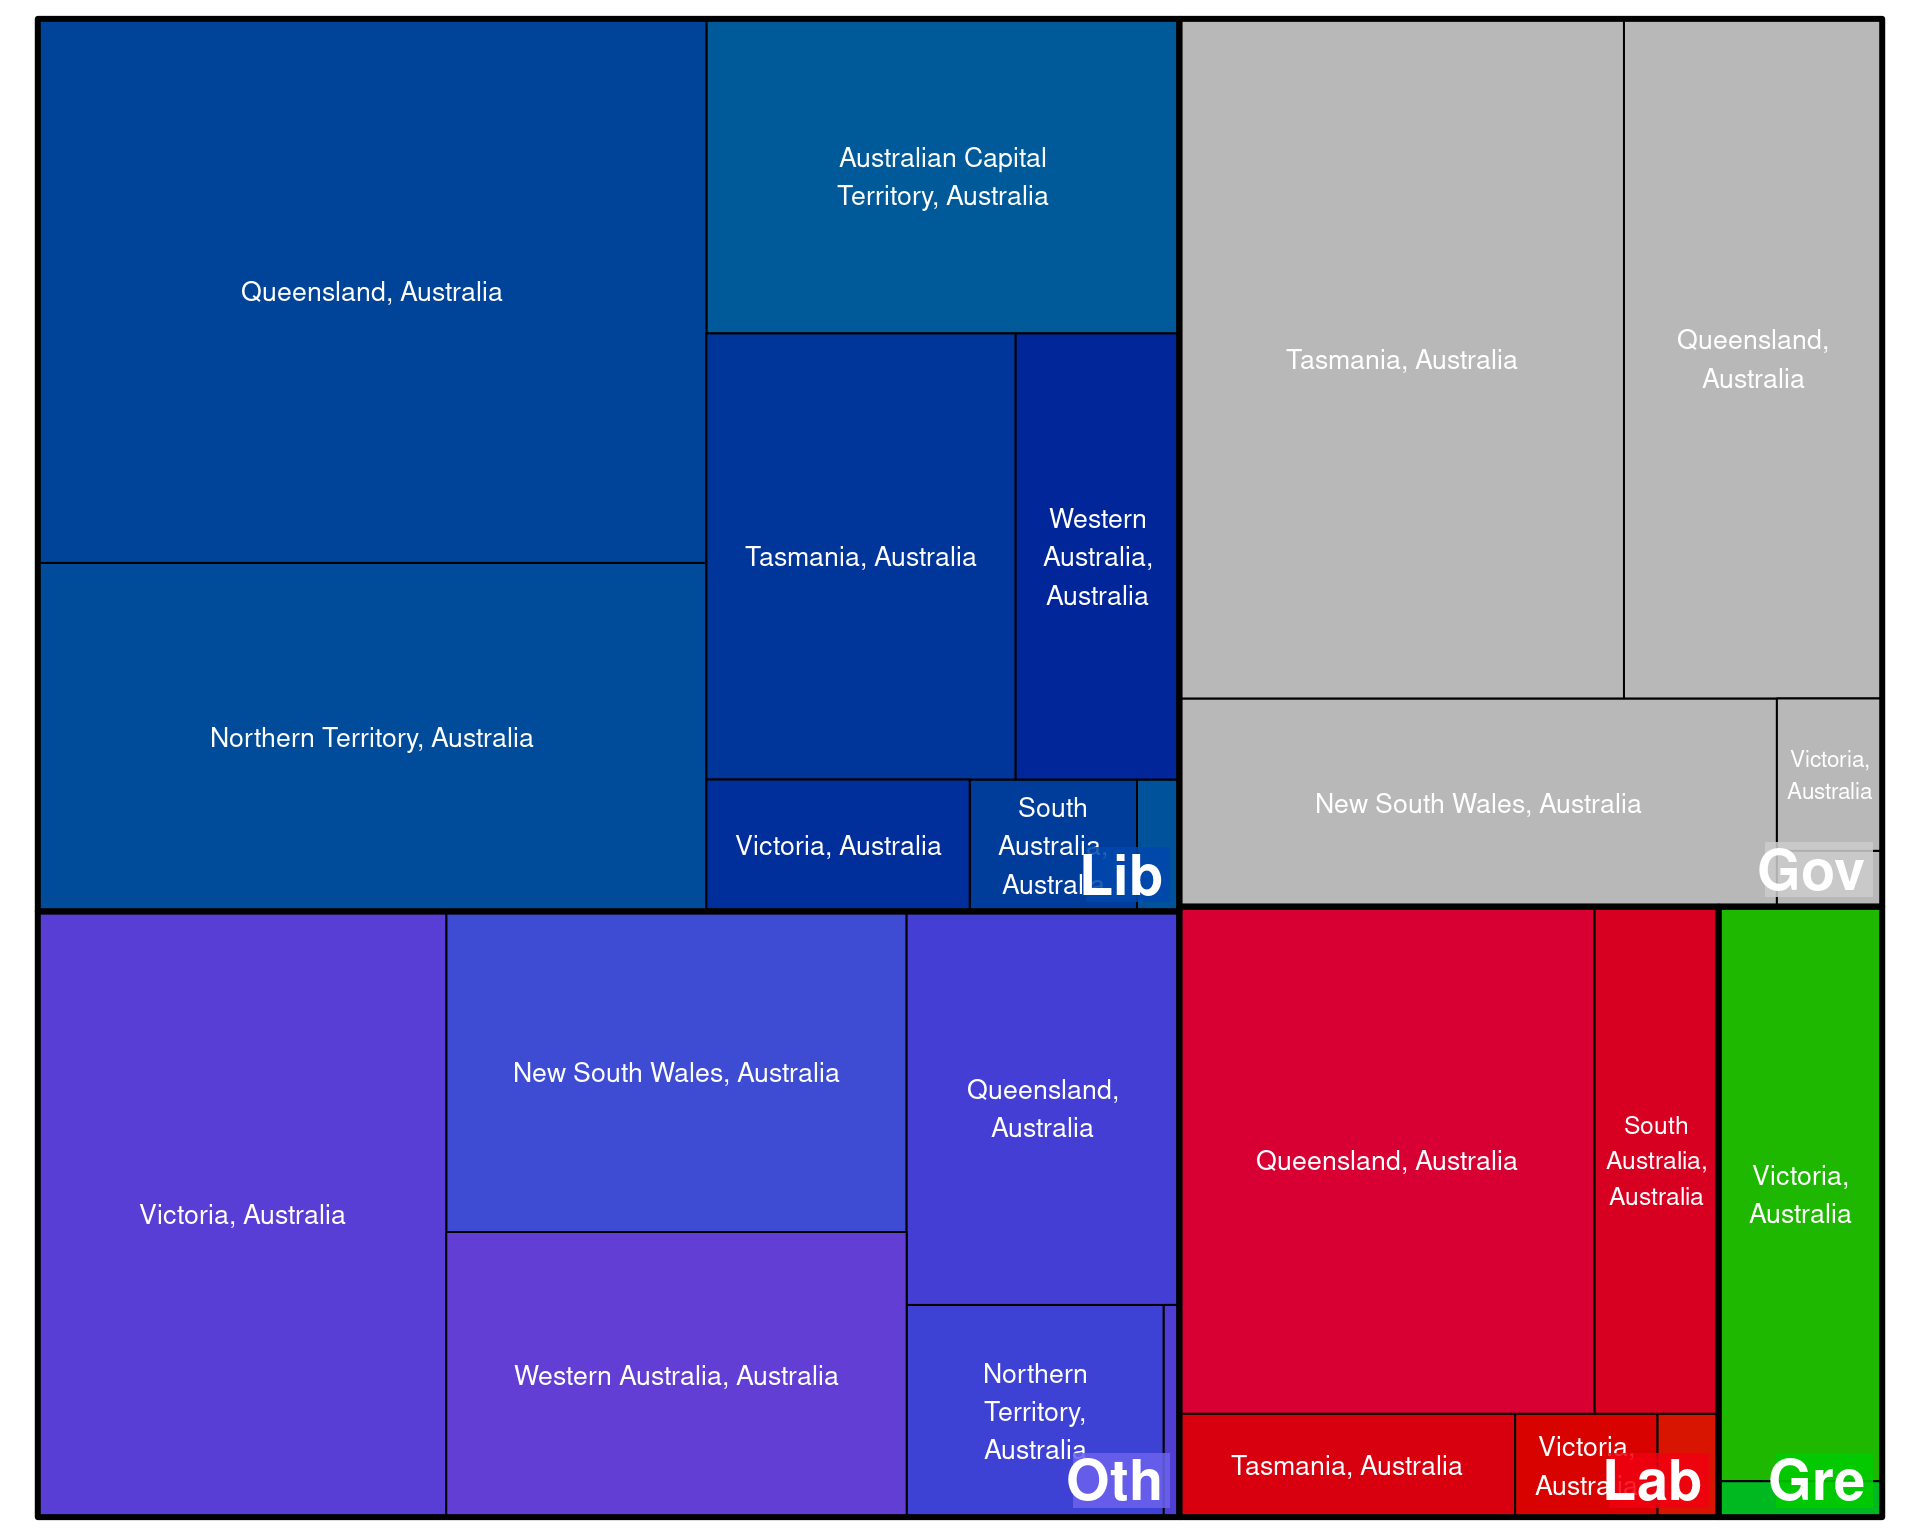 Queensland, Australia
Northern Territory, Australia
Australian Capital
Territory, Australia
Tasmania, Australia
Western
Australia,
Australia
Victoria, Australia
South
Australia,
Australia
Lib
Tasmania, Australia
Queensland,
Australia
New South Wales, Australia
Victoria,
Australia
Gov
Victoria, Australia
New South Wales, Australia
Western Australia, Australia
Queensland,
Australia
Northern
Territory,
Australia
Oth
Queensland, Australia
South
Australia,
Australia
Tasmania, Australia
Victoria,
Australia
Lab
Victoria,
Australia
Gre